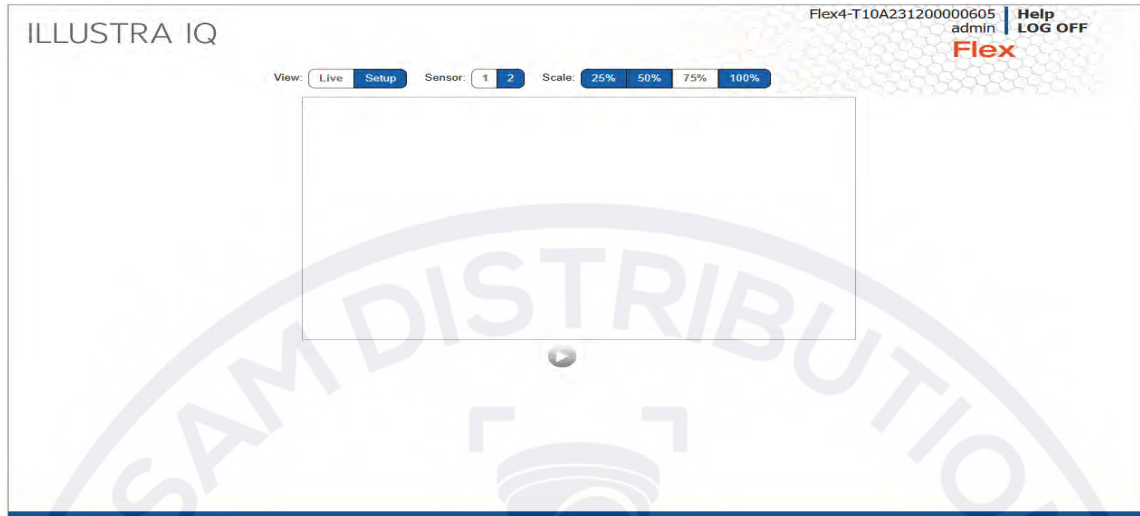 ILLUSTRA IQ
Flex4-T10A231200000605 Help
admin LOG OFF
Flex
View: Live Setup Sensor: 1 2 Scale: 25% 50% 75% 100%
SAM DISTRIBUTIO